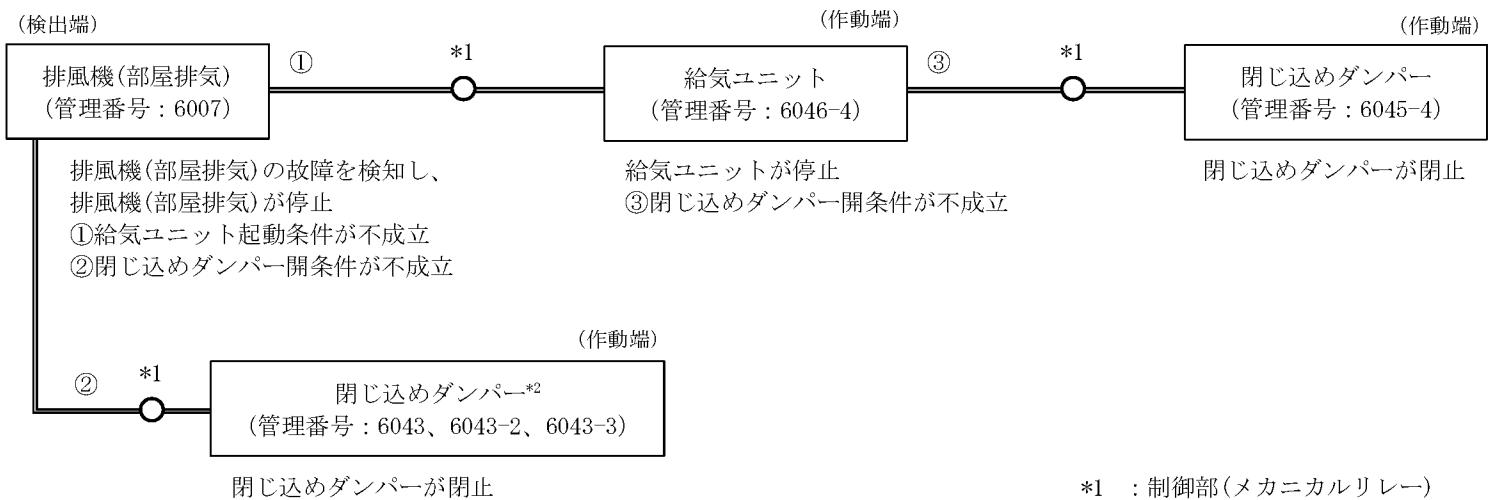 (検出端)
排風機(部屋排気)
(管理番号：6007)
①
*1
(作動端)
給気ユニット
(管理番号：6046-4)
③
*1
(作動端)
閉じ込めダンパー
(管理番号：6045-4)
排風機(部屋排気)の故障を検知し、
排風機(部屋排気)が停止
①給気ユニット起動条件が不成立
②閉じ込めダンパー開条件が不成立
給気ユニットが停止
③閉じ込めダンパー開条件が不成立
閉じ込めダンパーが閉止
②
*1
(作動端)
閉じ込めダンパー*2
(管理番号：6043、6043-2、6043-3)
閉じ込めダンパーが閉止
*1 ：制御部(メカニカルリレー)